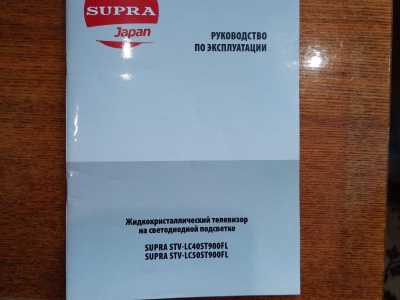 SUPRA
Japan
РУКОВОДСТВО
ПО ЭКСПЛУАТАЦИИ
Жидкокристаллический телевизор
на светодиодной подсветке
SUPRA STV-LC40ST900FL
SUPRA STV-LC50ST900FL